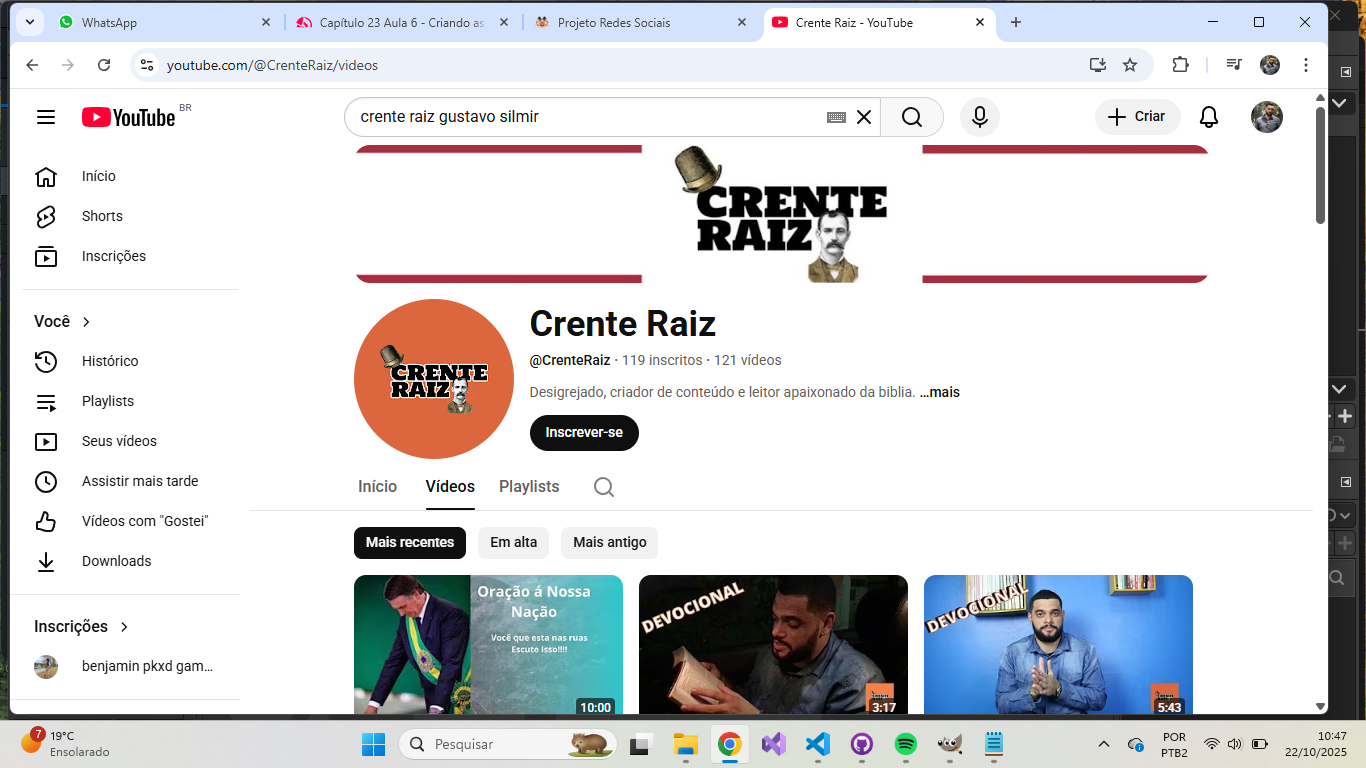 WhatsApp
Capítulo 23 Aula 6 - Criando as
Projeto Redes Sociais
Crente Raiz - YouTube
youtube.com/@CrenteRaiz/videos
YouTube BR
crente raiz gustavo silmir
Criar
Início
Shorts
Inscrições
Você
Histórico
Playlists
Seus vídeos
Assistir mais tarde
Vídeos com "Gostei"
Downloads
Inscrições
benjamin pkxd gam...
CRENTE
RAIZ
CRENTE
RAIZ
Crente Raiz
@CrenteRaiz · 119 inscritos · 121 vídeos
Desigrejado, criador de conteúdo e leitor apaixonado da biblia. ...mais
Inscrever-se
Início
Vídeos
Playlists
Mais recentes
Em alta
Mais antigo
Oração á Nossa
Nação
Você que esta nas ruas
Escute isso!!!!
10:00
DEVOCIONAL
3:17
DEVOCIONAL
5:43
7
19°C
Ensolarado
Pesquisar
POR
PTB2
10:47
22/10/2025